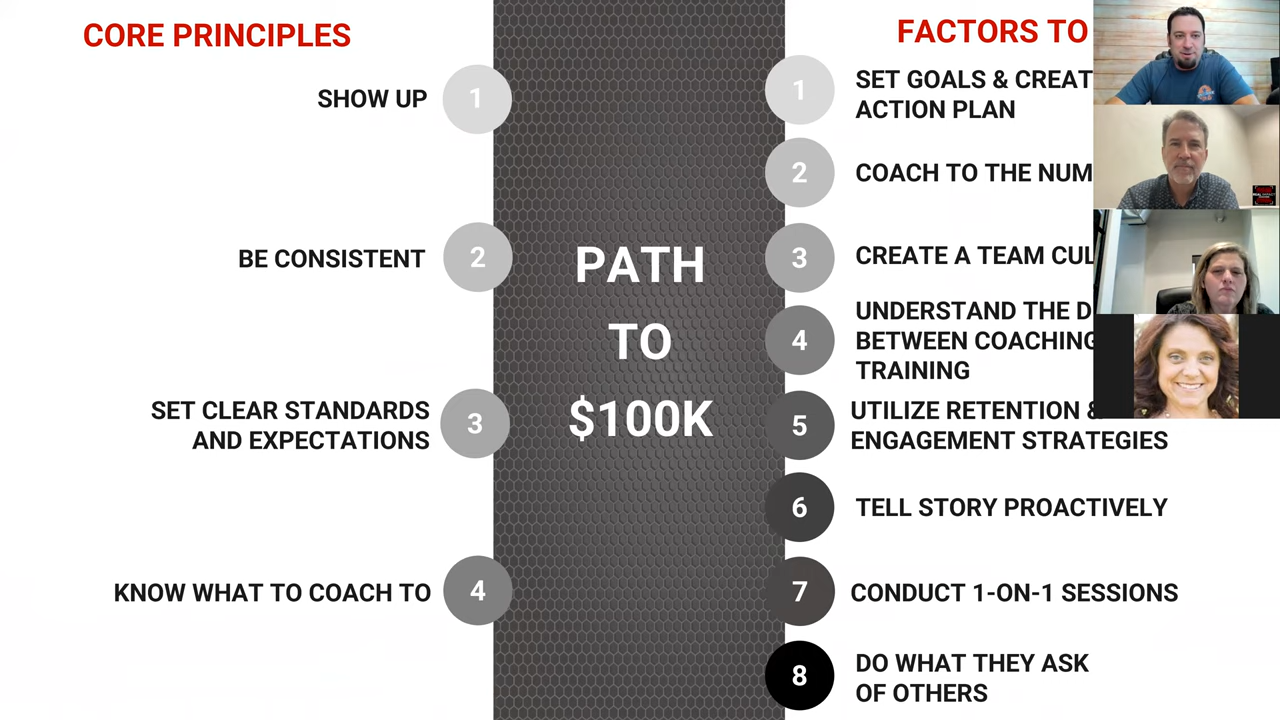 CORE PRINCIPLES
SHOW UP
1
BE CONSISTENT
2
SET CLEAR STANDARDS
AND EXPECTATIONS
3
KNOW WHAT TO COACH TO
4
PATH
TO
$100K
FACTORS TO
1
SET GOALS &
ACTION PLAN
2
COACH TO THE
3
CREATE A TEAM
4
UNDERSTAND THE
BETWEEN COACHING
TRAINING
5
UTILIZE RETENTION &
ENGAGEMENT STRATEGIES
6
TELL STORY PROACTIVELY
7
CONDUCT 1-ON-1 SESSIONS
8
DO WHAT THEY ASK
OF OTHERS